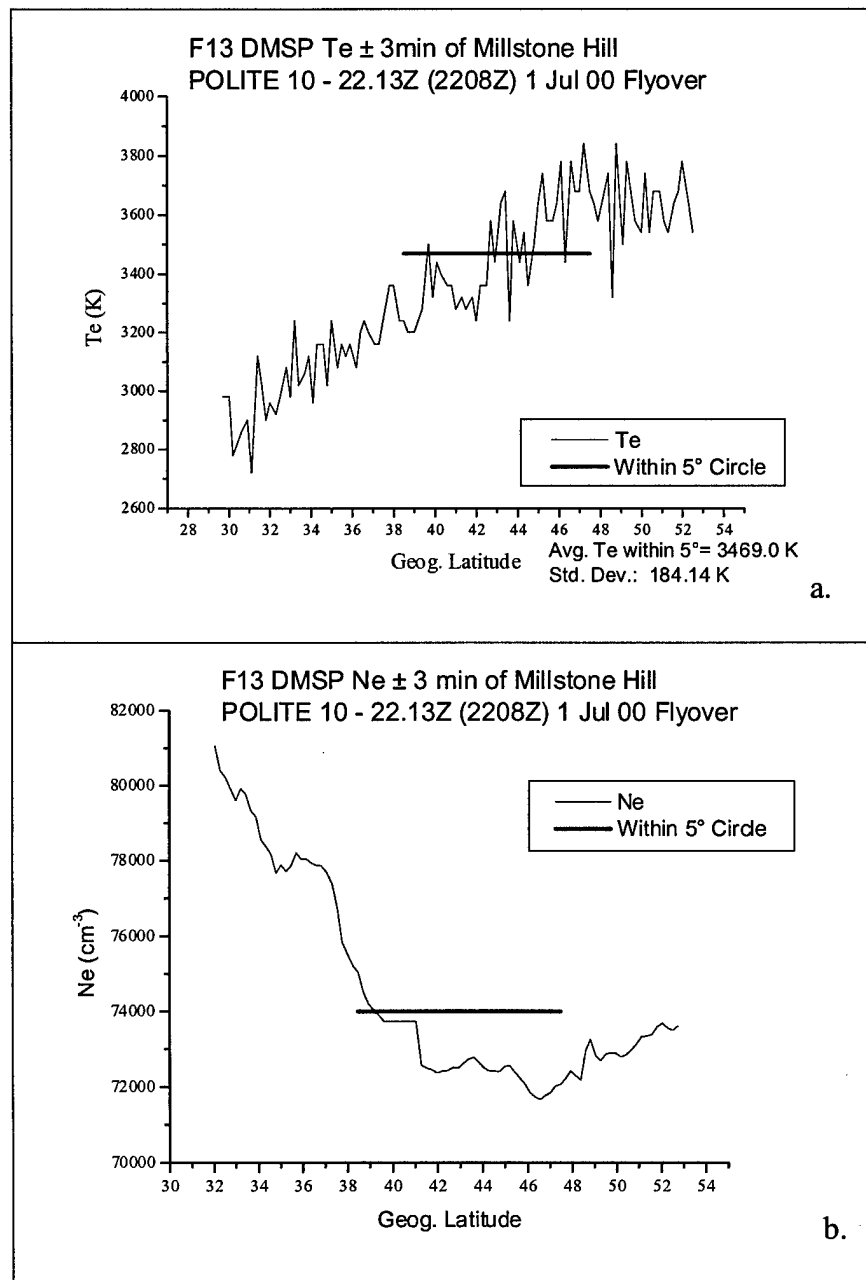 F13 DMSP Te ± 3min of Millstone Hill
POLITE 10 - 22.13Z (2208Z) 1 Jul 00 Flyover
4000
3800
3600
3400
3200
3000
2800
2600
Te (K)
Te
Within 5° Circle
28 30 32 34 36 38 40 42 44 46 48 50 52 54
Geog. Latitude
Avg. Te within 5°= 3469.0 K
Std. Dev.: 184.14 K
a.
F13 DMSP Ne ± 3 min of Millstone Hill
POLITE 10 - 22.13Z (2208Z) 1 Jul 00 Flyover
82000
80000
78000
76000
74000
72000
70000
Ne (cm⁻³)
Ne
Within 5° Circle
30 32 34 36 38 40 42 44 46 48 50 52 54
Geog. Latitude
b.